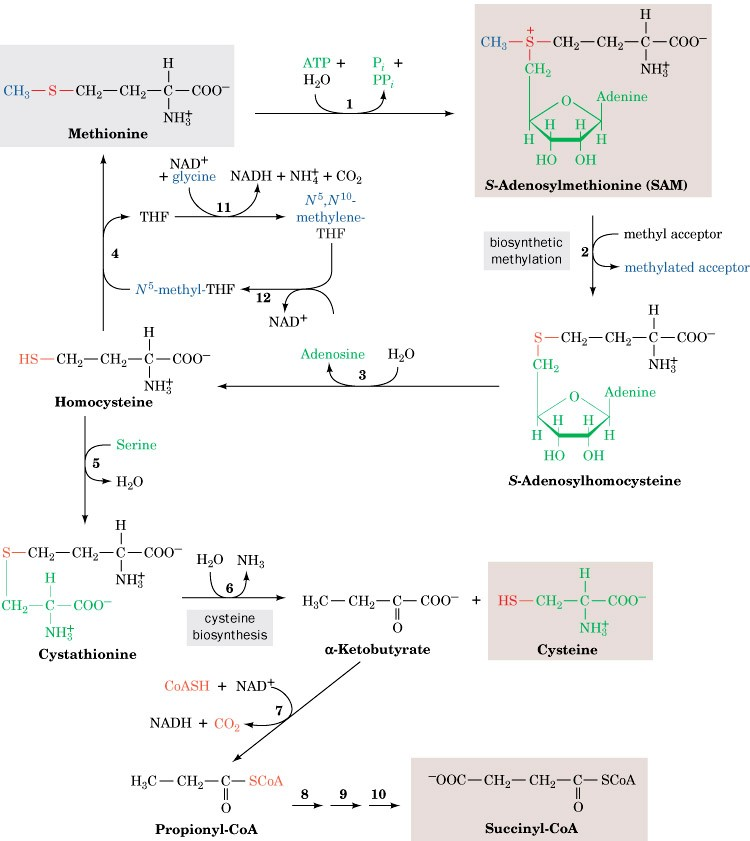 CH₃—S—CH₂—CH₂—C—COO⁻
H
NH₃⁺
Methionine
ATP + Pᵢ +
H₂O PPᵢ
1
H
+
CH₃—S—CH₂—CH₂—C—COO⁻
CH₂ NH₃⁺
O Adenine
H H H H
HO OH
S-Adenosylmethionine (SAM)
NAD⁺
+ glycine NADH + NH₄⁺ + CO₂
THF 11 N⁵,N¹⁰-
methylene-
THF
4
N⁵-methyl-THF 12
NAD⁺
biosynthetic
methylation
2
methyl acceptor
methylated acceptor
H
HS—CH₂—CH₂—C—COO⁻
NH₃⁺
Homocysteine
Adenosine H₂O
3
H
S—CH₂—CH₂—C—COO⁻
CH₂ NH₃⁺
O Adenine
H H H H
HO OH
S-Adenosylhomocysteine
Serine
5
H₂O
H
S—CH₂—CH₂—C—COO⁻
H NH₃⁺
CH₂—C—COO⁻
NH₃⁺
Cystathionine
H₂O NH₃
6
cysteine
biosynthesis
H₃C—CH₂—C—COO⁻ +
O
α-Ketobutyrate
H
HS—CH₂—C—COO⁻
NH₃⁺
Cysteine
CoASH + NAD⁺
7
NADH + CO₂
H₃C—CH₂—C—SCoA
O
Propionyl-CoA
8 9 10
⁻OOC—CH₂—CH₂—C—SCoA
O
Succinyl-CoA